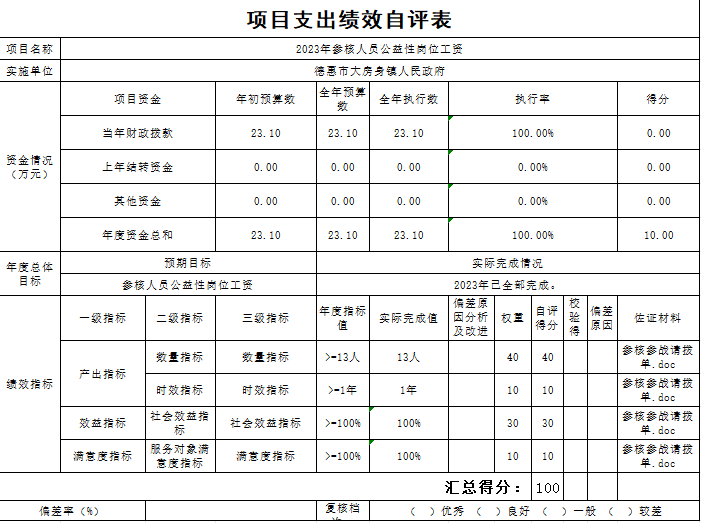 项目支出绩效自评表
项目名称 2023年参核人员公益性岗位工资
实施单位 德惠市大房身镇人民政府
资金情况（万元） 项目资金 年初预算数 全年预算数 全年执行数 执行率 得分
当年财政拨款 23.10 23.10 23.10 100.00% 0.00
上年结转资金 0.00 0.00 0.00 0.00% 0.00
其他资金 0.00 0.00 0.00 0.00% 0.00
年度资金总和 23.10 23.10 23.10 100.00% 10.00
年度总体目标 预期目标 实际完成情况
参核人员公益性岗位工资 2023年已全部完成。
绩效指标 一级指标 二级指标 三级指标 年度指标值 实际完成值 偏差原因分析及改进 权重 自评得分 校验得 偏差原因 佐证材料
产出指标 数量指标 数量指标 >=13人 13人 40 40 参核参战请拨单.doc
时效指标 时效指标 >=1年 1年 10 10 参核参战请拨单.doc
效益指标 社会效益指标 社会效益指标 >=100% 100% 30 30 参核参战请拨单.doc
满意度指标 服务对象满意度指标 满意度指标 >=100% 100% 10 10 参核参战请拨单.doc
汇总得分： 100
偏差率（%） 复核档 （ ）优秀 （ ）良好 （ ）一般 （ ）较差